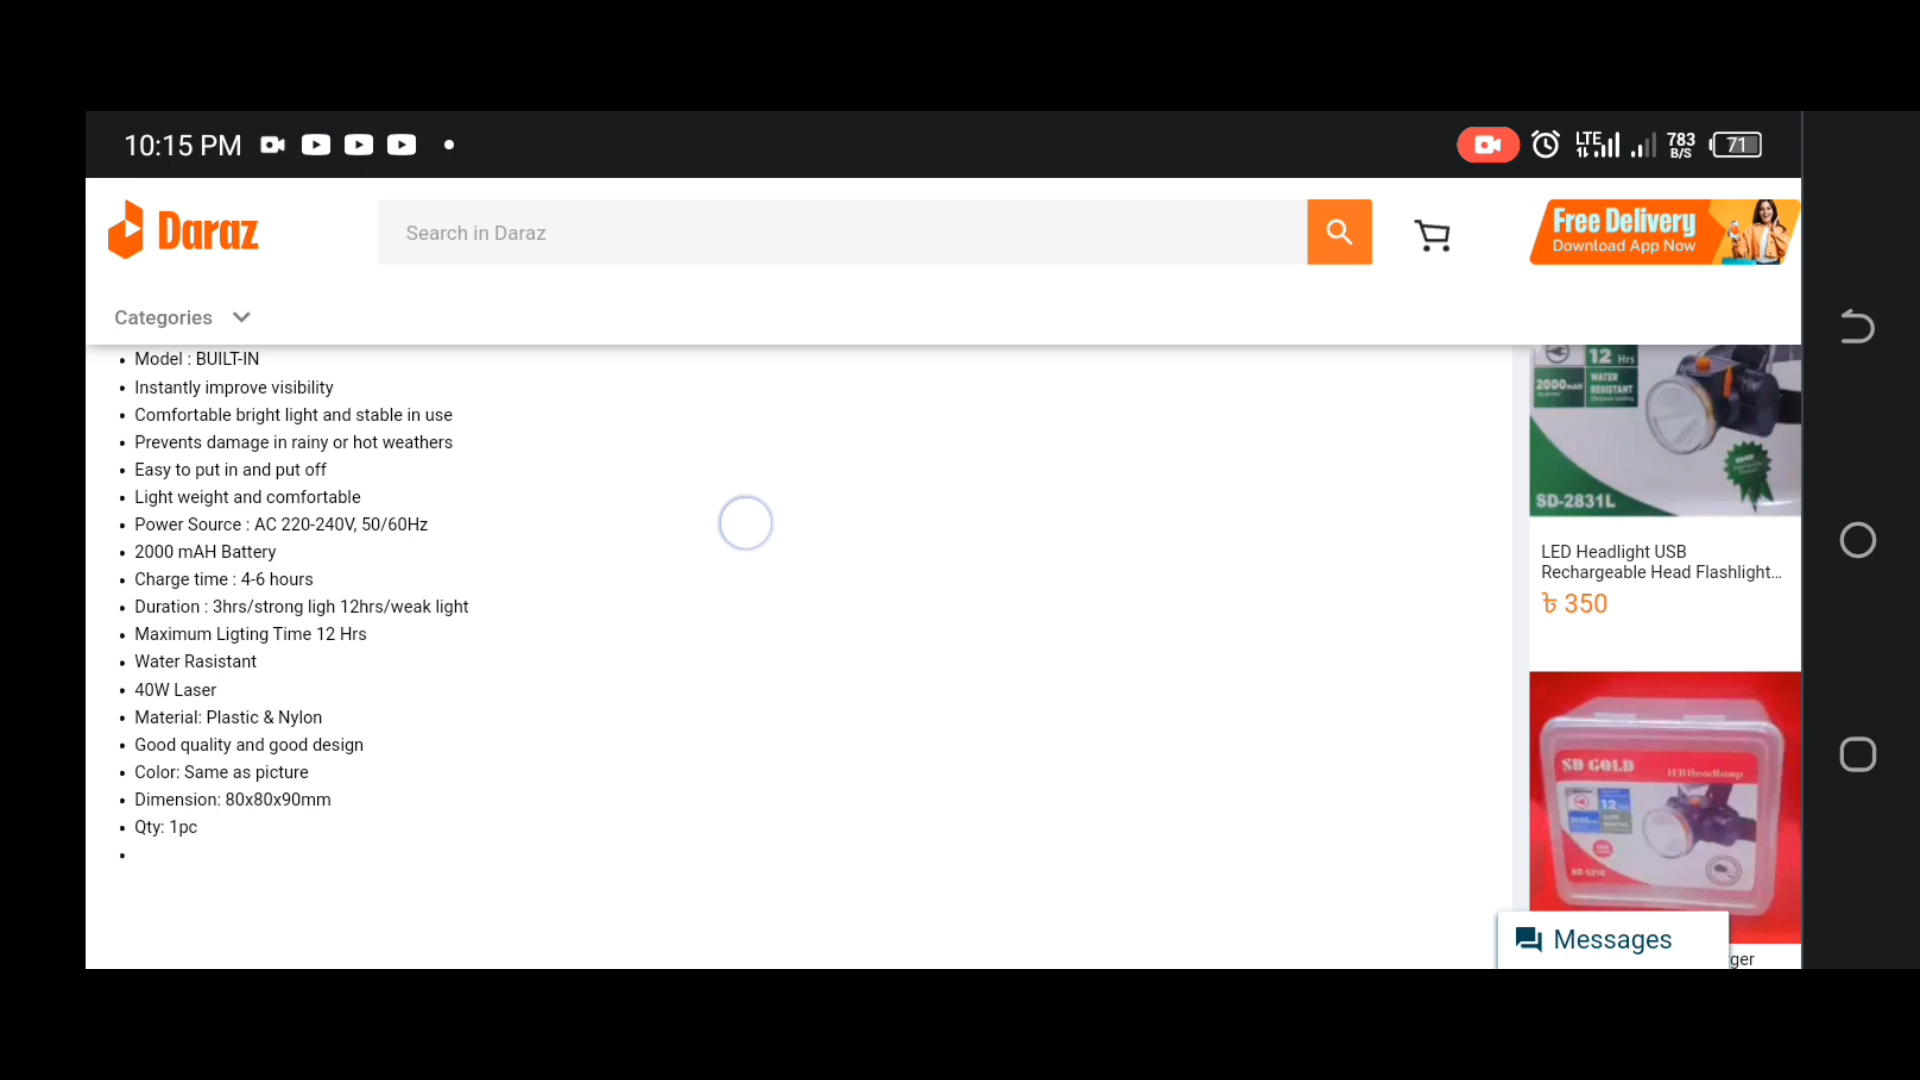 10:15 PM
LTE
783
B/S
71
Daraz
Search in Daraz
Free Delivery
Download App Now
Categories
• Model : BUILT-IN
• Instantly improve visibility
• Comfortable bright light and stable in use
• Prevents damage in rainy or hot weathers
• Easy to put in and put off
• Light weight and comfortable
• Power Source : AC 220-240V, 50/60Hz
• 2000 mAH Battery
• Charge time : 4-6 hours
• Duration : 3hrs/strong ligh 12hrs/weak light
• Maximum Ligting Time 12 Hrs
• Water Rasistant
• 40W Laser
• Material: Plastic & Nylon
• Good quality and good design
• Color: Same as picture
• Dimension: 80x80x90mm
• Qty: 1pc
•
12 Hrs
2000mAH
WATER
RESISTANT
SD-2831L
LED Headlight USB
Rechargeable Head Flashlight...
৳ 350
SD GOLD
LED Headlamp
12
SD-5210
Messages
ger